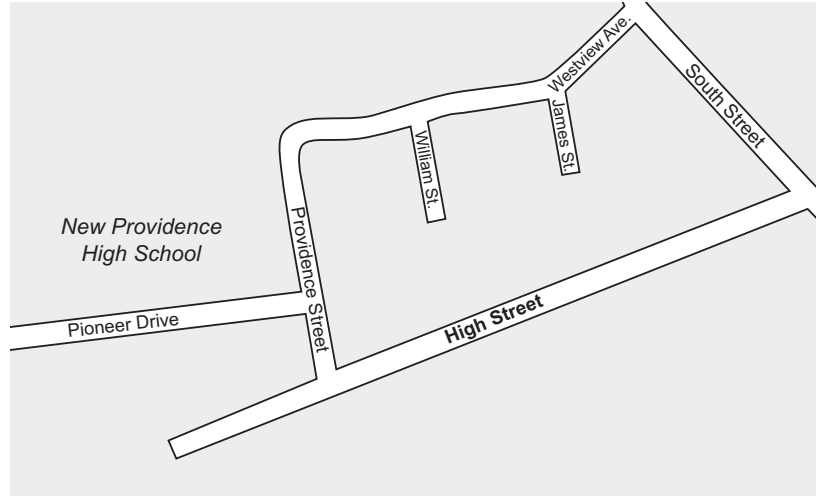 Westview Ave.
South Street
James St.
William St.
New Providence
High School
Providence Street
High Street
Pioneer Drive